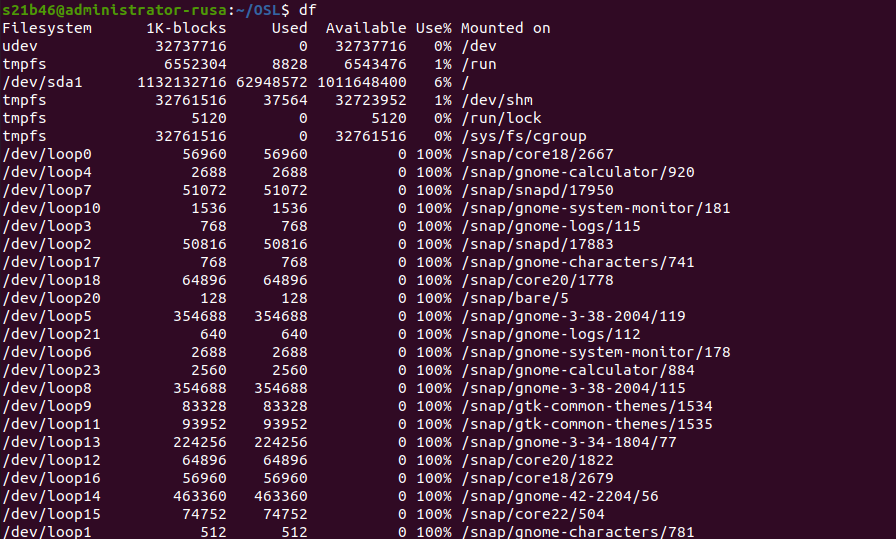 s21b46@administrator-rusa:~/OSL$ df
Filesystem      1K-blocks     Used  Available Use% Mounted on
udev             32737716        0   32737716   0% /dev
tmpfs             6552304     8828    6543476   1% /run
/dev/sda1      1132132716 62948572 1011648400   6% /
tmpfs            32761516    37564   32723952   1% /dev/shm
tmpfs                5120        0       5120   0% /run/lock
tmpfs            32761516        0   32761516   0% /sys/fs/cgroup
/dev/loop0          56960    56960          0 100% /snap/core18/2667
/dev/loop4           2688     2688          0 100% /snap/gnome-calculator/920
/dev/loop7          51072    51072          0 100% /snap/snapd/17950
/dev/loop10          1536     1536          0 100% /snap/gnome-system-monitor/181
/dev/loop3            768      768          0 100% /snap/gnome-logs/115
/dev/loop2          50816    50816          0 100% /snap/snapd/17883
/dev/loop17           768      768          0 100% /snap/gnome-characters/741
/dev/loop18         64896    64896          0 100% /snap/core20/1778
/dev/loop20           128      128          0 100% /snap/bare/5
/dev/loop5         354688   354688          0 100% /snap/gnome-3-38-2004/119
/dev/loop21           640      640          0 100% /snap/gnome-logs/112
/dev/loop6           2688     2688          0 100% /snap/gnome-system-monitor/178
/dev/loop23          2560     2560          0 100% /snap/gnome-calculator/884
/dev/loop8         354688   354688          0 100% /snap/gnome-3-38-2004/115
/dev/loop9          83328    83328          0 100% /snap/gtk-common-themes/1534
/dev/loop11         93952    93952          0 100% /snap/gtk-common-themes/1535
/dev/loop13        224256   224256          0 100% /snap/gnome-3-34-1804/77
/dev/loop12         64896    64896          0 100% /snap/core20/1822
/dev/loop16         56960    56960          0 100% /snap/core18/2679
/dev/loop14        463360   463360          0 100% /snap/gnome-42-2204/56
/dev/loop15         74752    74752          0 100% /snap/core22/504
/dev/loop1            512      512          0 100% /snap/gnome-characters/781